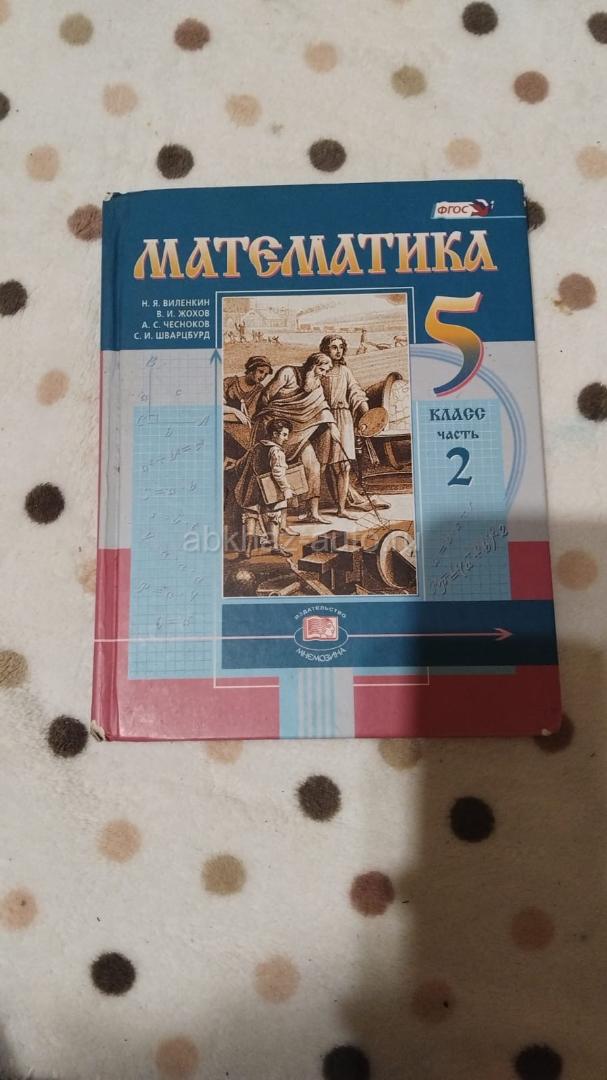 ФГОС
МАТЕМАТИКА
Н. Я. ВИЛЕНКИН
В. И. ЖОХОВ
А. С. ЧЕСНОКОВ
С. И. ШВАРЦБУРД
5
КЛАСС
ЧАСТЬ
2
ИЗДАТЕЛЬСТВО
МНЕМОЗИНА